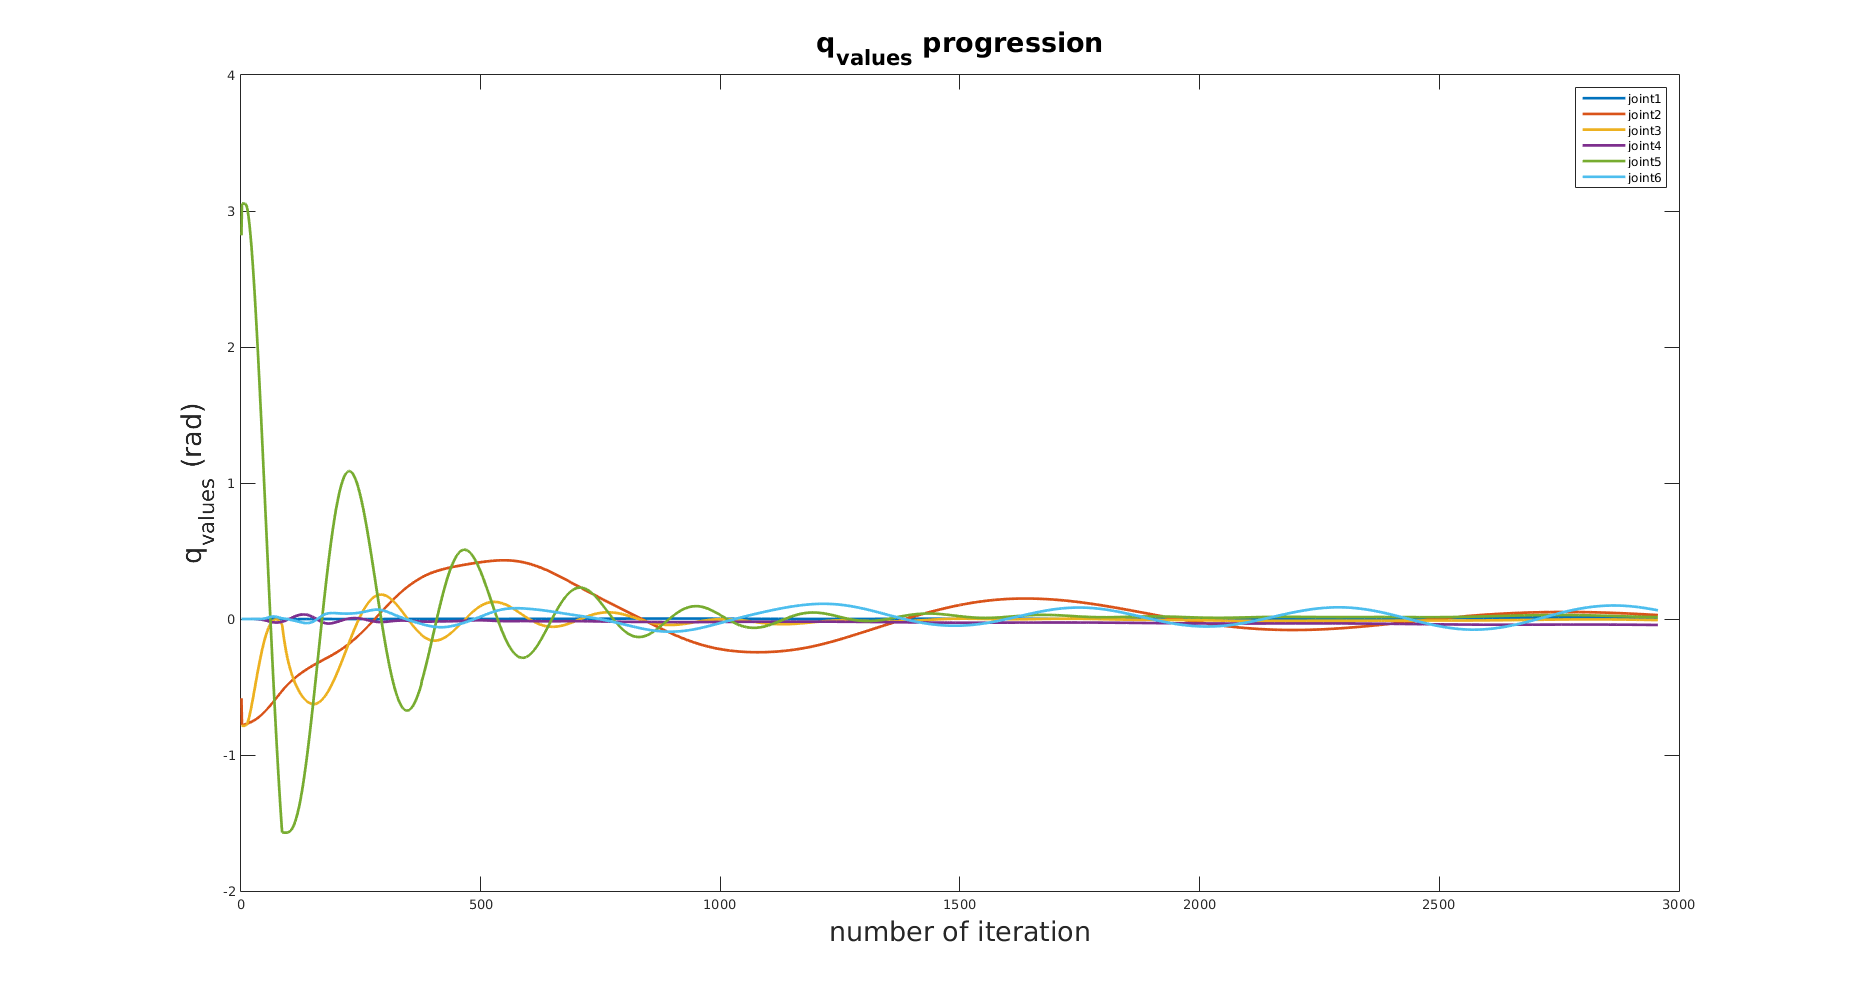 q_values progression
4
3
2
1
0
-1
-2
q_values (rad)
joint1
joint2
joint3
joint4
joint5
joint6
0 500 1000 1500 2000 2500 3000
number of iteration